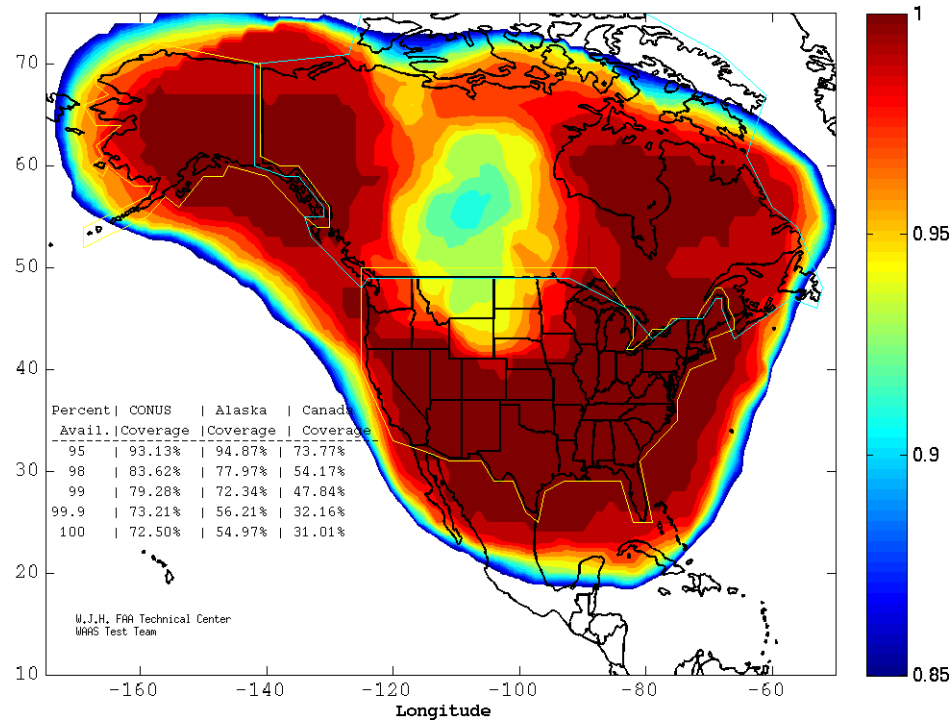 1
70
60
0.95
50
40
Percent| CONUS | Alaska | Canada
Avail. |Coverage |Coverage | Coverage
95 | 93.13% | 94.87% | 73.77%
0.9
98 | 83.62% | 77.97% | 54.17%
30
99 | 79.28% | 72.34% | 47.84%
99.9 | 73.21% | 56.21% | 32.16%
100 | 72.50% | 54.97% | 31.01%
20
W.J.H. FAA Technical Center
WAAS Test Team
10
0.85
-160 -140 -120 -100 -80 -60
Longitude